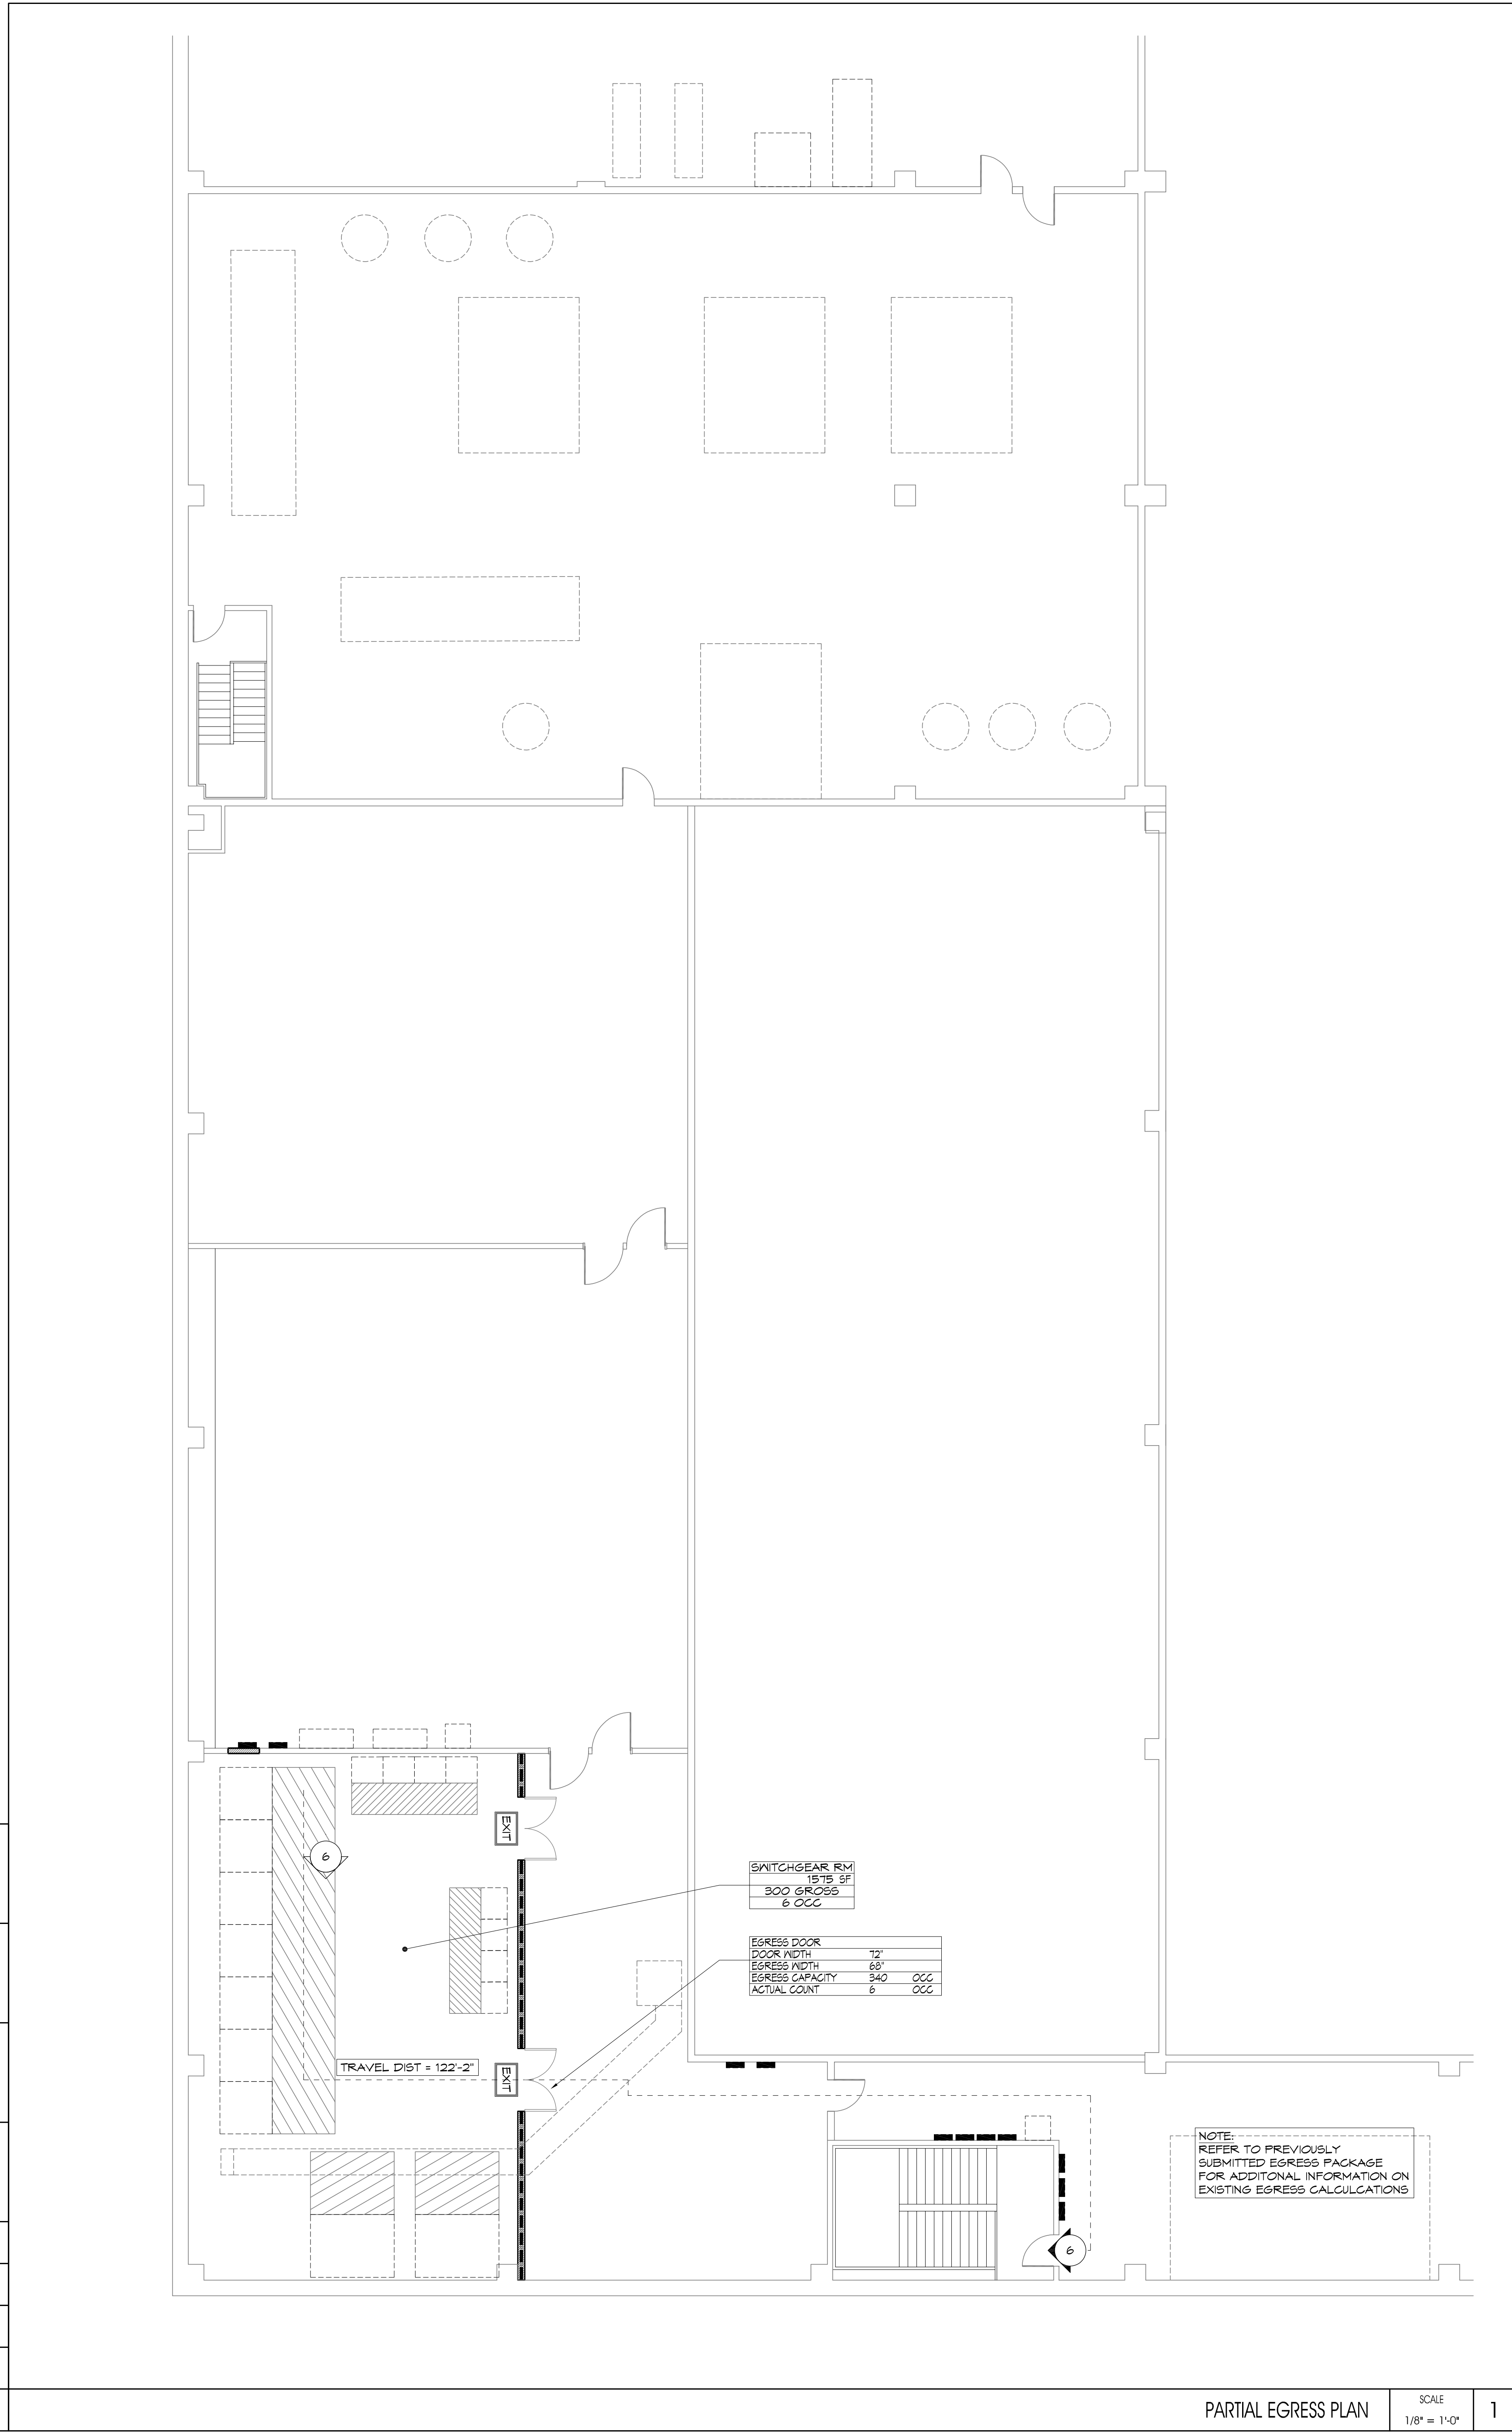 EXIT
6
SWITCHGEAR RM
1575 SF
300 GROSS
6 OCC
EGRESS DOOR
DOOR WIDTH 72"
EGRESS WIDTH 68"
EGRESS CAPACITY 340 OCC
ACTUAL COUNT 6 OCC
TRAVEL DIST = 122'-2"
EXIT
NOTE:
REFER TO PREVIOUSLY
SUBMITTED EGRESS PACKAGE
FOR ADDITONAL INFORMATION ON
EXISTING EGRESS CALCULCATIONS
6
PARTIAL EGRESS PLAN
SCALE
1/8" = 1'-0"
1